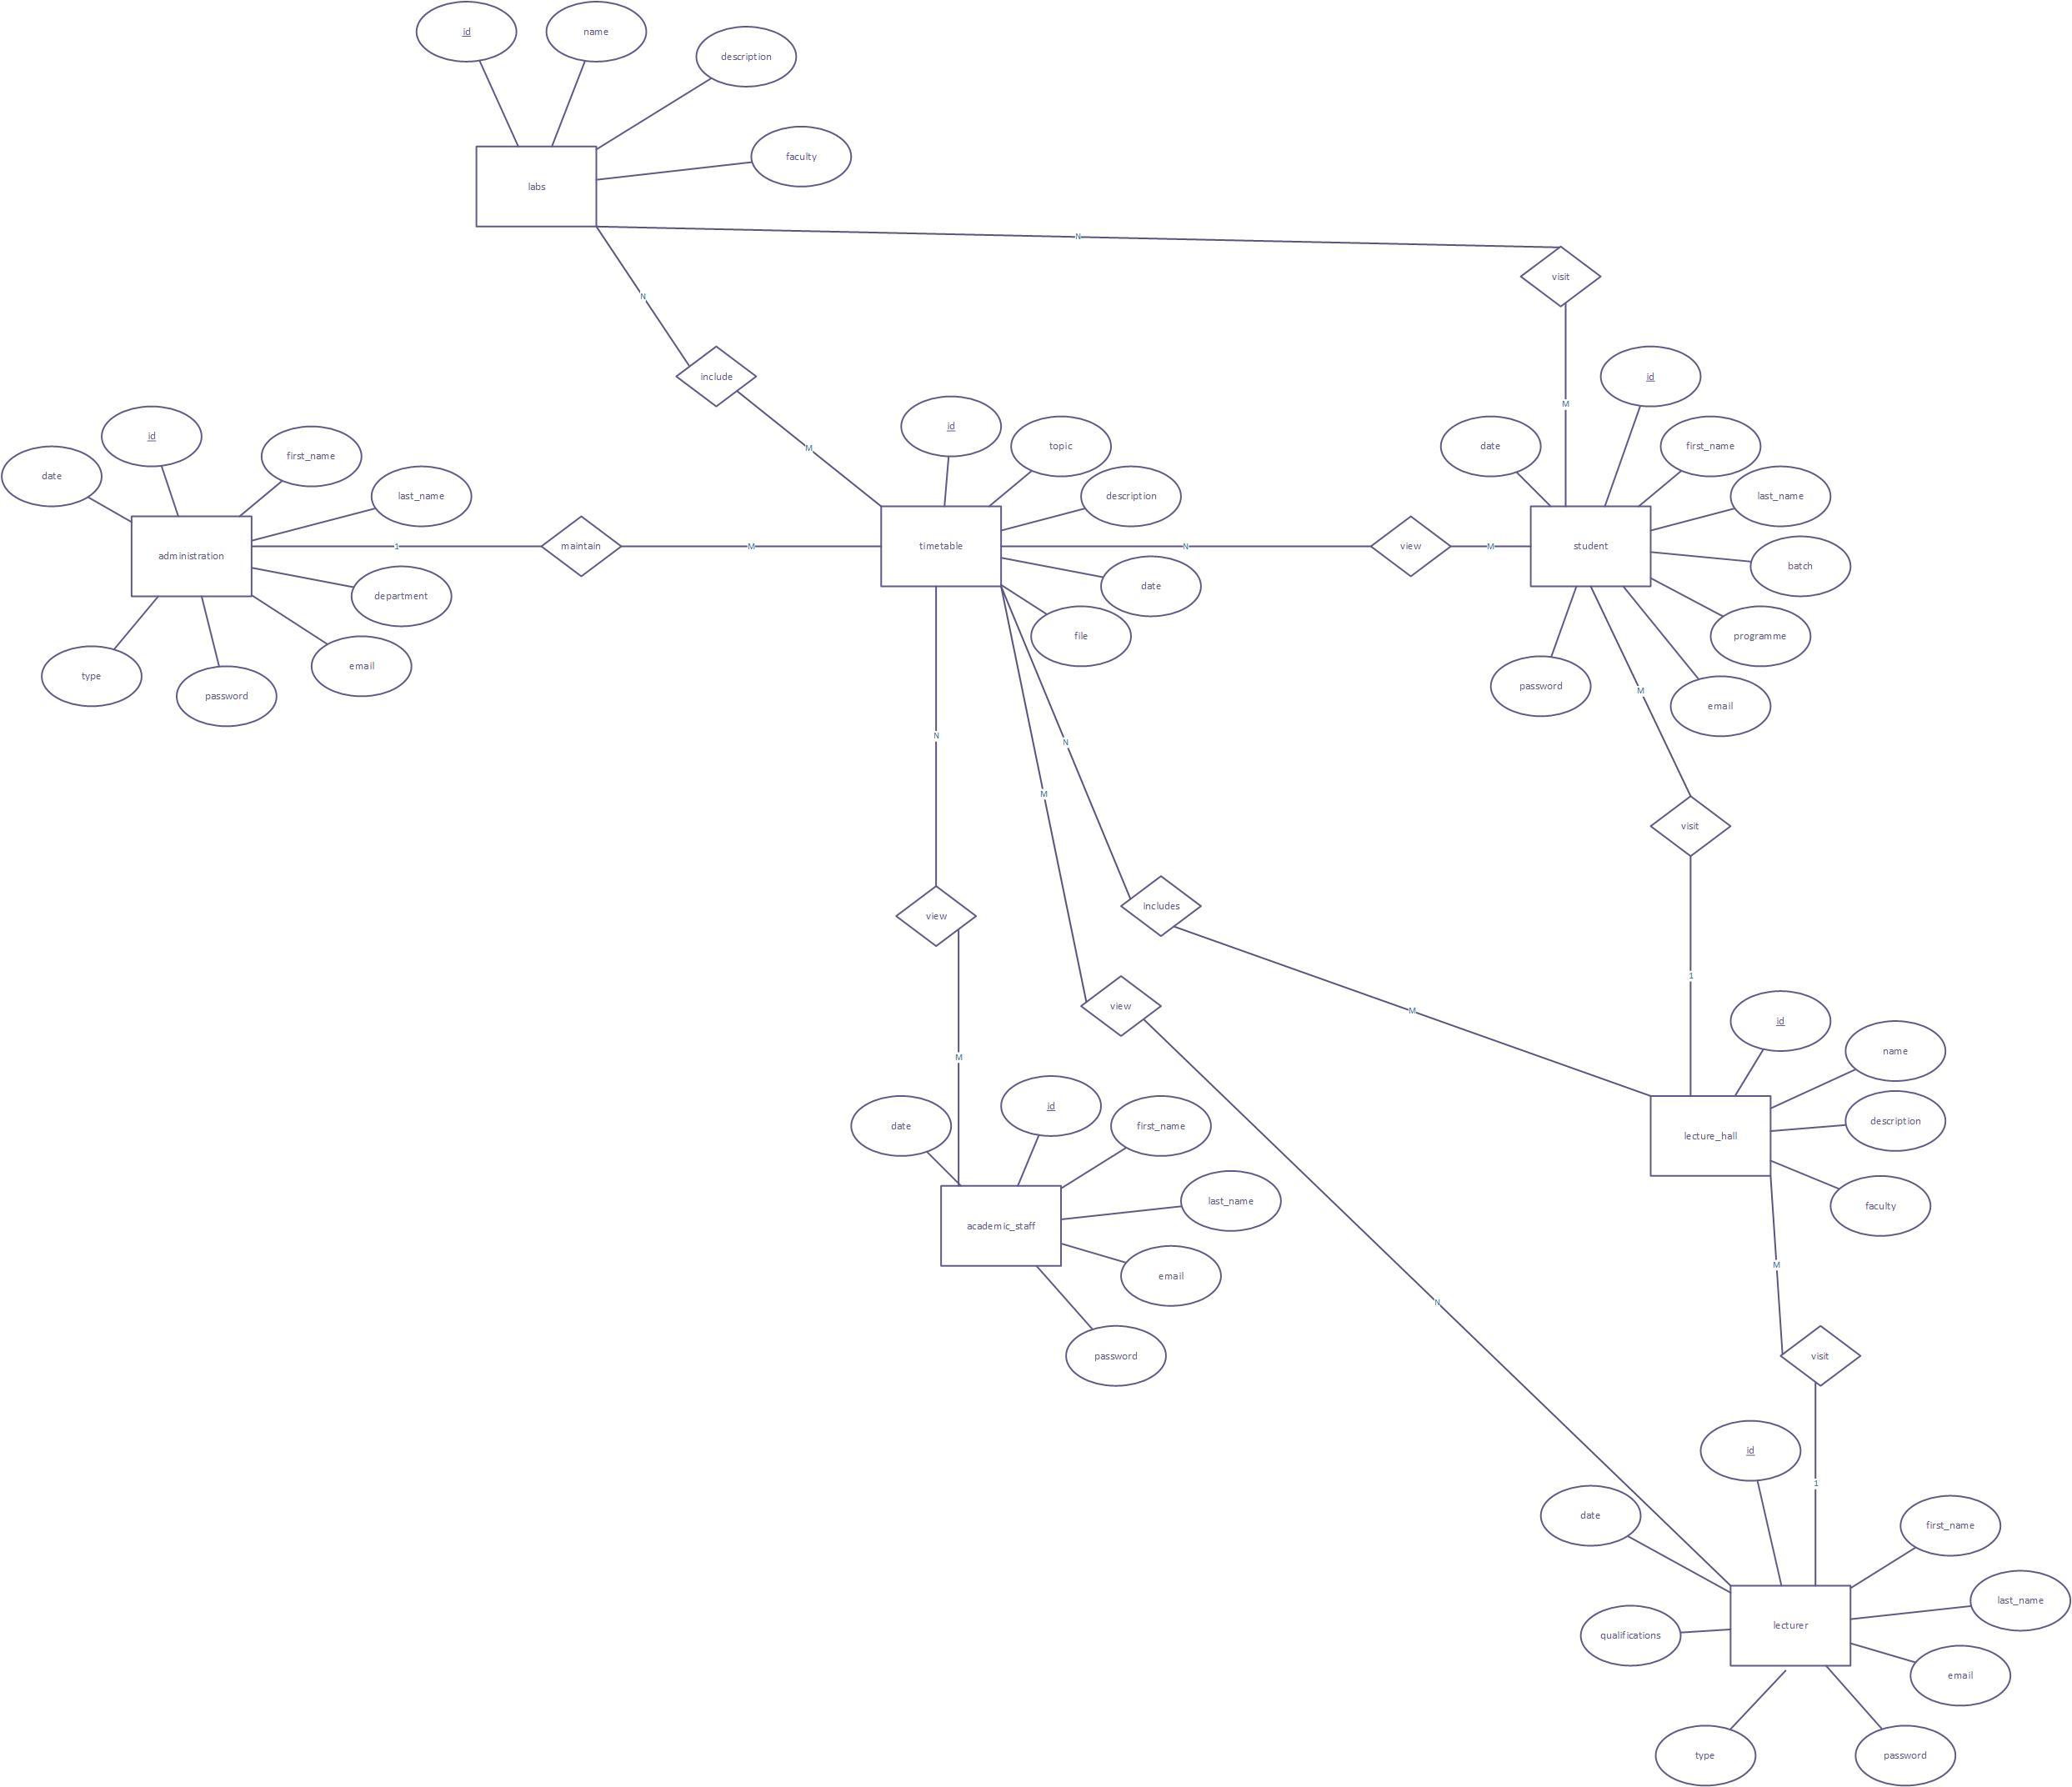 id
name
description
faculty
labs
N
visit
N
include
M
M
id
date
first_name
last_name
batch
programme
email
password
student
id
topic
description
date
file
timetable
N
view
M
id
date
first_name
last_name
department
email
password
type
administration
1
maintain
M
M
visit
1
N
view
M
M
view
N
N
includes
M
id
name
description
faculty
lecture_hall
date
id
first_name
last_name
email
password
academic_staff
M
visit
1
id
date
first_name
last_name
qualifications
lecturer
email
type
password